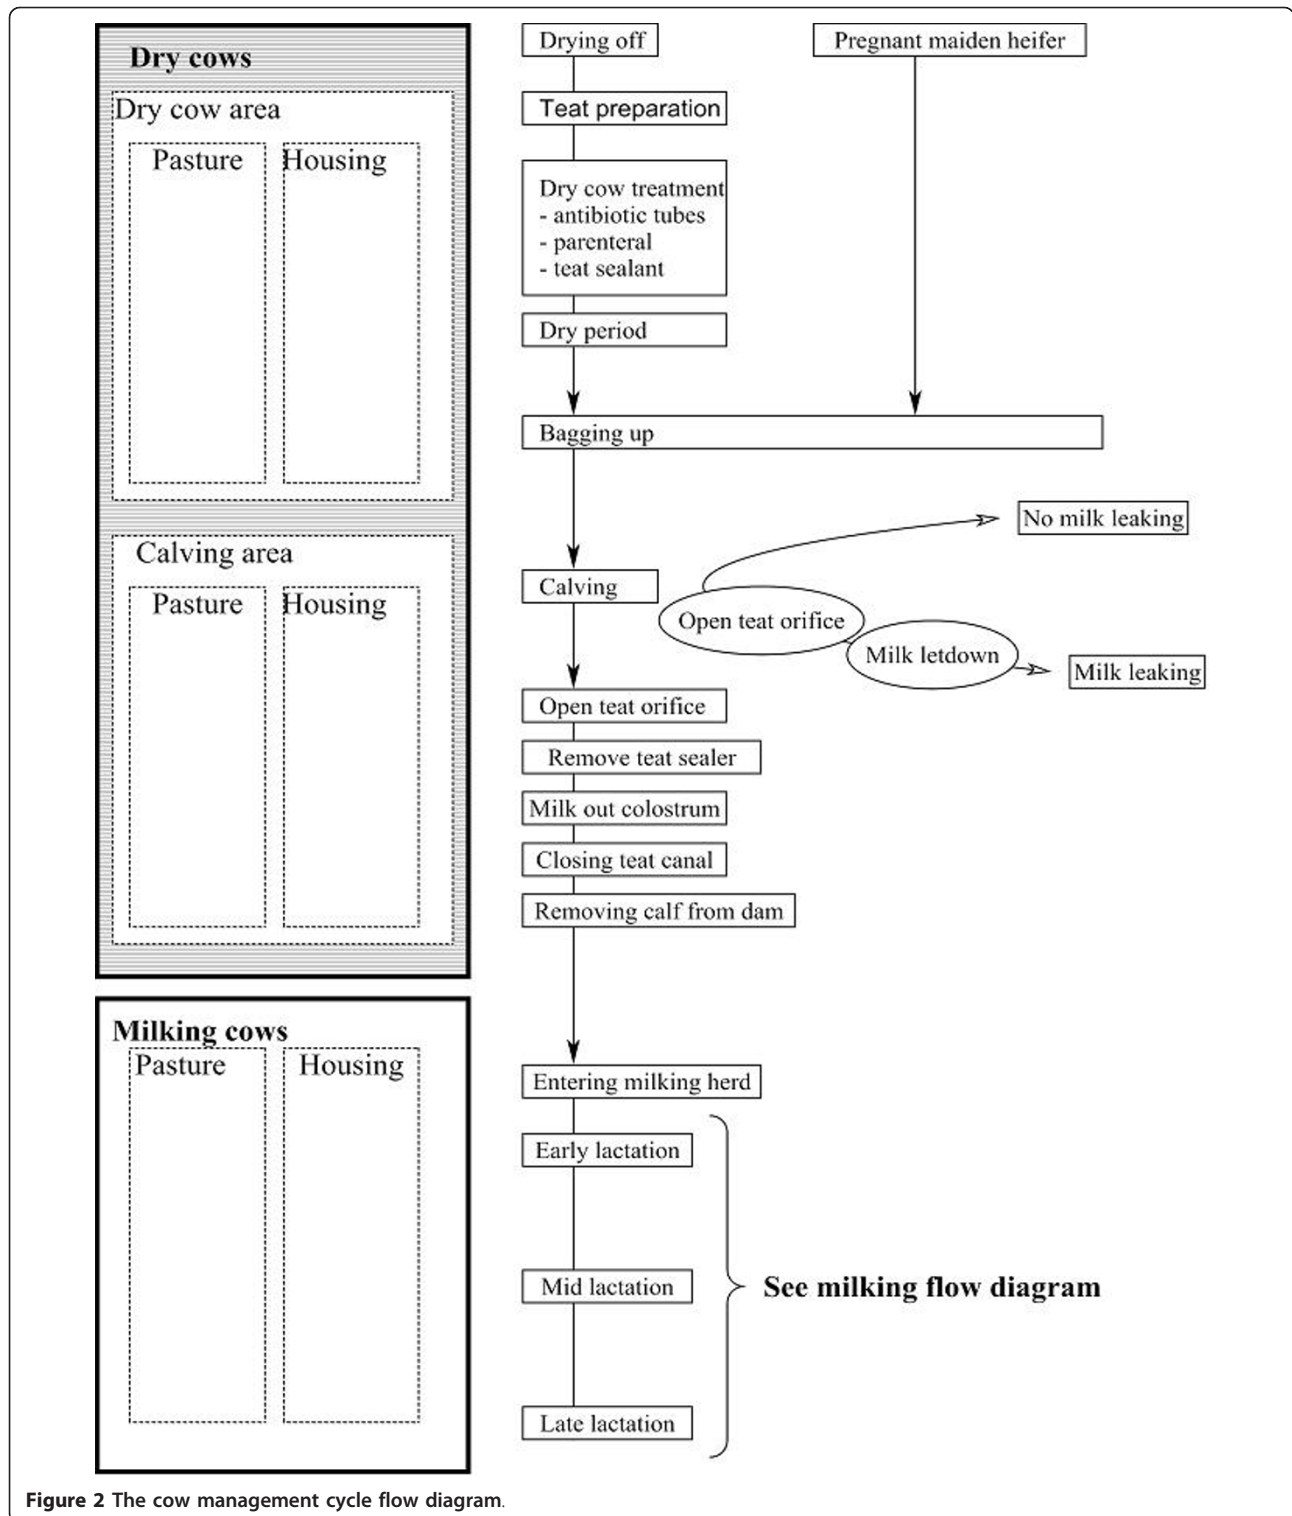 Dry cows
Dry cow area
Pasture
Housing
Calving area
Pasture
Housing
Milking cows
Pasture
Housing
Drying off
Pregnant maiden heifer
Teat preparation
Dry cow treatment
- antibiotic tubes
- parenteral
- teat sealant
Dry period
Bagging up
No milk leaking
Calving
Open teat orifice
Milk letdown
Milk leaking
Open teat orifice
Remove teat sealer
Milk out colostrum
Closing teat canal
Removing calf from dam
Entering milking herd
Early lactation
Mid lactation
See milking flow diagram
Late lactation
Figure 2 The cow management cycle flow diagram.